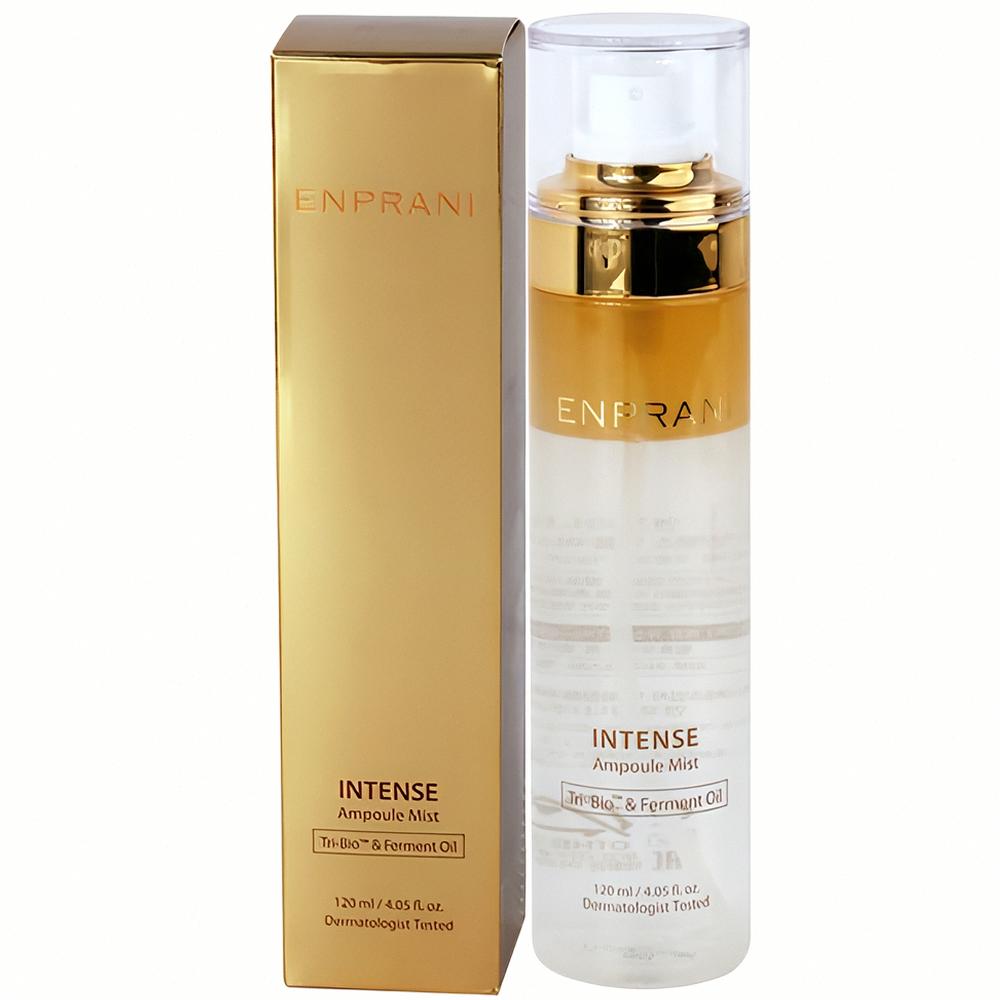 ENPRANI
INTENSE
Ampoule Mist
Tri-Bio™ & Ferment Oil
120 ml / 4.05 fl. oz.
Dermatologist Tested
ENPRANI
INTENSE
Ampoule Mist
Tri-Bio™ & Ferment Oil
120 ml / 4.05 fl. oz.
Dermatologist Tested